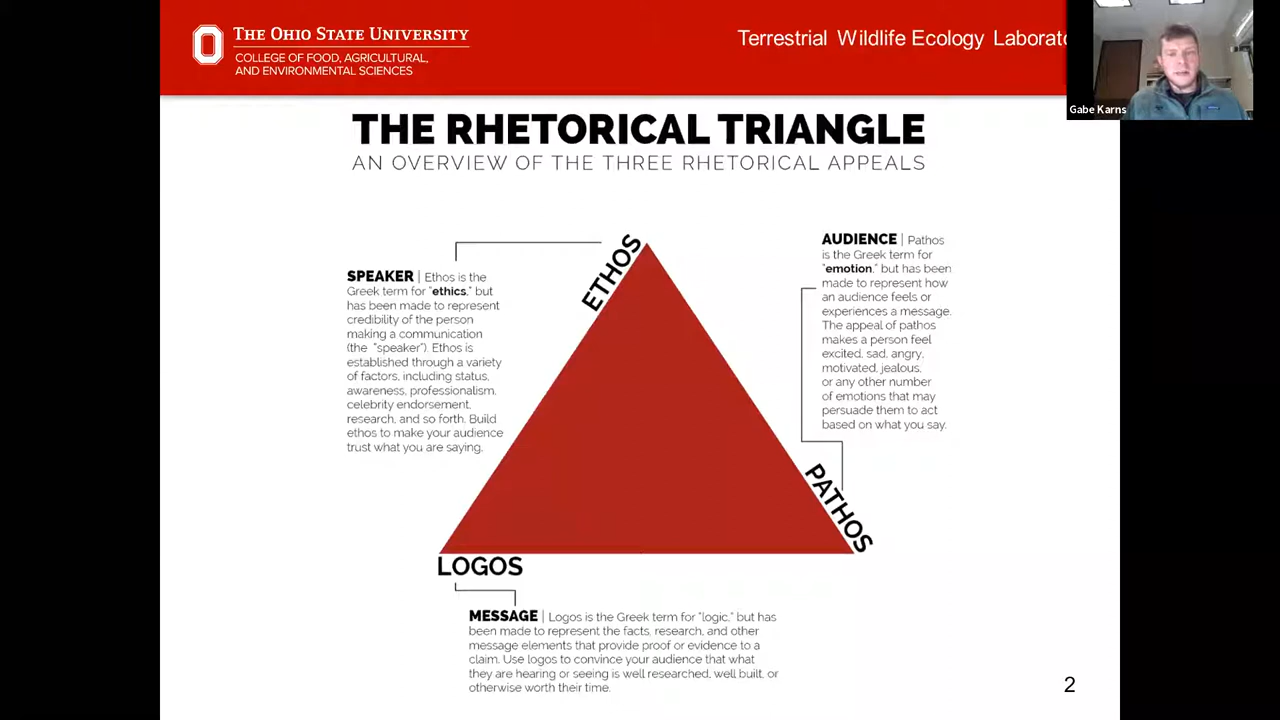 THE OHIO STATE UNIVERSITY
COLLEGE OF FOOD, AGRICULTURAL,
AND ENVIRONMENTAL SCIENCES
Terrestrial Wildlife Ecology
Gabe Karns
THE RHETORICAL TRIANGLE
AN OVERVIEW OF THE THREE RHETORICAL APPEALS
ETHOS
SPEAKER | Ethos is the
Greek term for "ethics," but
has been made to represent
credibility of the person
making a communication
(the "speaker"). Ethos is
established through a variety
of factors, including status,
awareness, professionalism,
celebrity endorsement,
research, and so forth. Build
ethos to make your audience
trust what you are saying.
AUDIENCE | Pathos
is the Greek term for
"emotion," but has been
made to represent how
an audience feels or
experiences a message.
The appeal of pathos
makes a person feel
excited, sad, angry,
motivated, jealous,
or any other number
of emotions that may
persuade them to act
based on what you say.
PATHOS
LOGOS
MESSAGE | Logos is the Greek term for "logic," but has
been made to represent the facts, research, and other
message elements that provide proof or evidence to a
claim. Use logos to convince your audience that what
they are hearing or seeing is well researched, well built, or
otherwise worth their time.
2